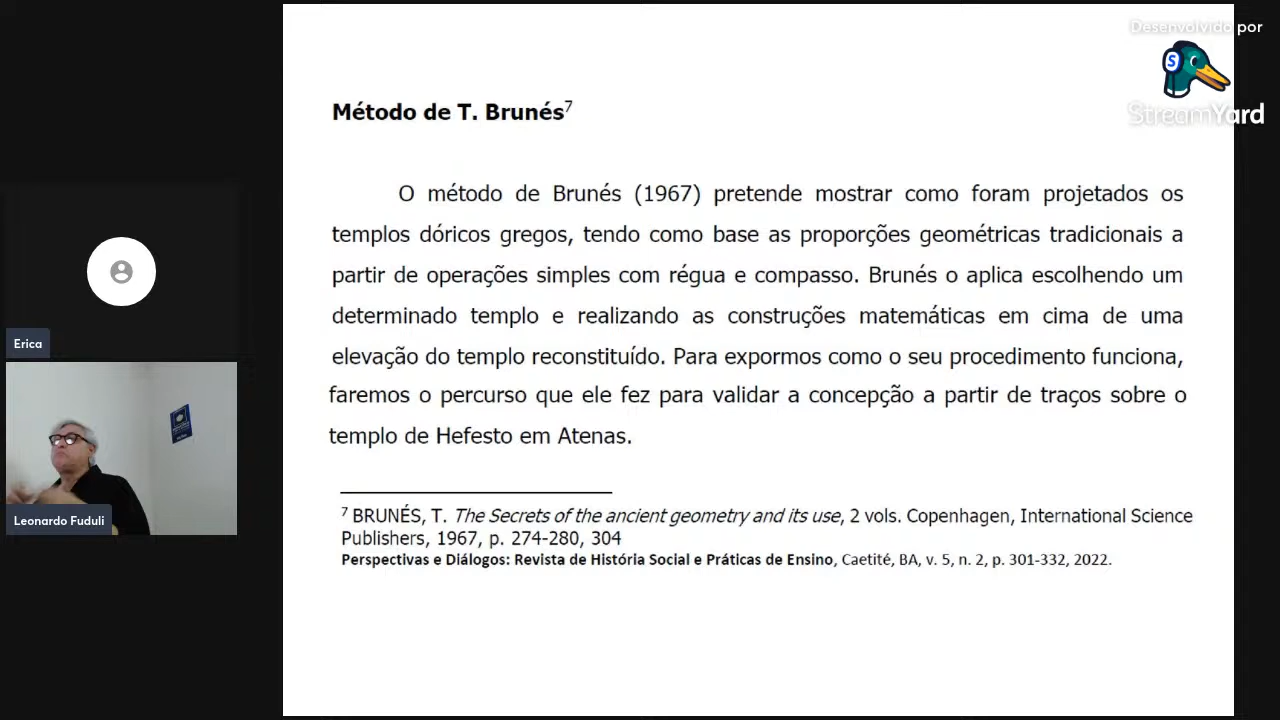 Desenvolvido por
S
StreamYard
Método de T. Brunés7
O método de Brunés (1967) pretende mostrar como foram projetados os
templos dóricos gregos, tendo como base as proporções geométricas tradicionais a
partir de operações simples com régua e compasso. Brunés o aplica escolhendo um
determinado templo e realizando as construções matemáticas em cima de uma
elevação do templo reconstituído. Para expormos como o seu procedimento funciona,
faremos o percurso que ele fez para validar a concepção a partir de traços sobre o
templo de Hefesto em Atenas.
7 BRUNÉS, T. The Secrets of the ancient geometry and its use, 2 vols. Copenhagen, International Science
Publishers, 1967, p. 274-280, 304
Perspectivas e Diálogos: Revista de História Social e Práticas de Ensino, Caetité, BA, v. 5, n. 2, p. 301-332, 2022.
Erica
Leonardo Fuduli